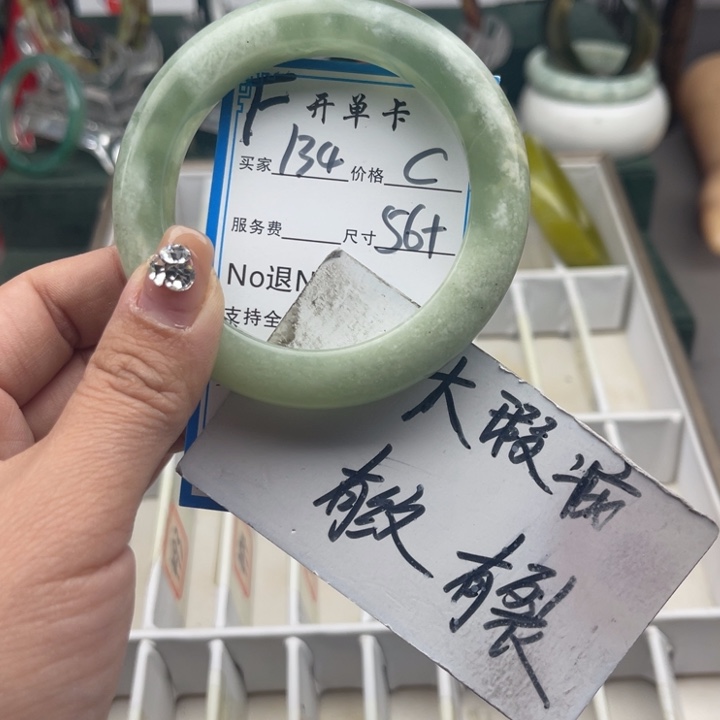 F 开单卡
买家 134 价格 C
服务费 尺寸 56+
No退N
支持全
大瑕疵
有纹
有裂